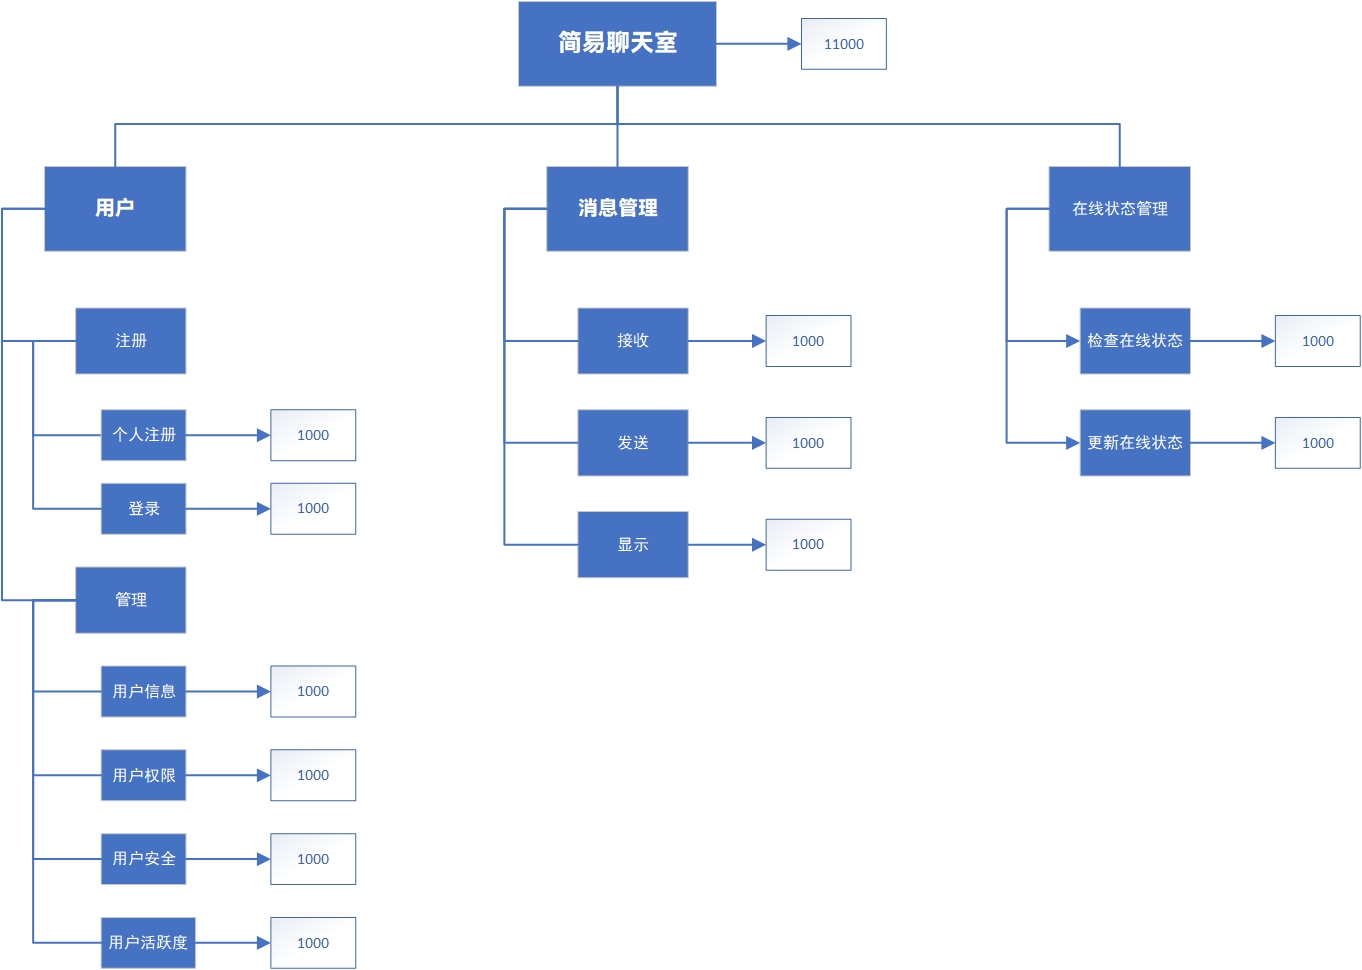 简易聊天室
11000
用户
注册
个人注册
1000
登录
1000
管理
用户信息
1000
用户权限
1000
用户安全
1000
用户活跃度
1000
消息管理
接收
1000
发送
1000
显示
1000
在线状态管理
检查在线状态
1000
更新在线状态
1000